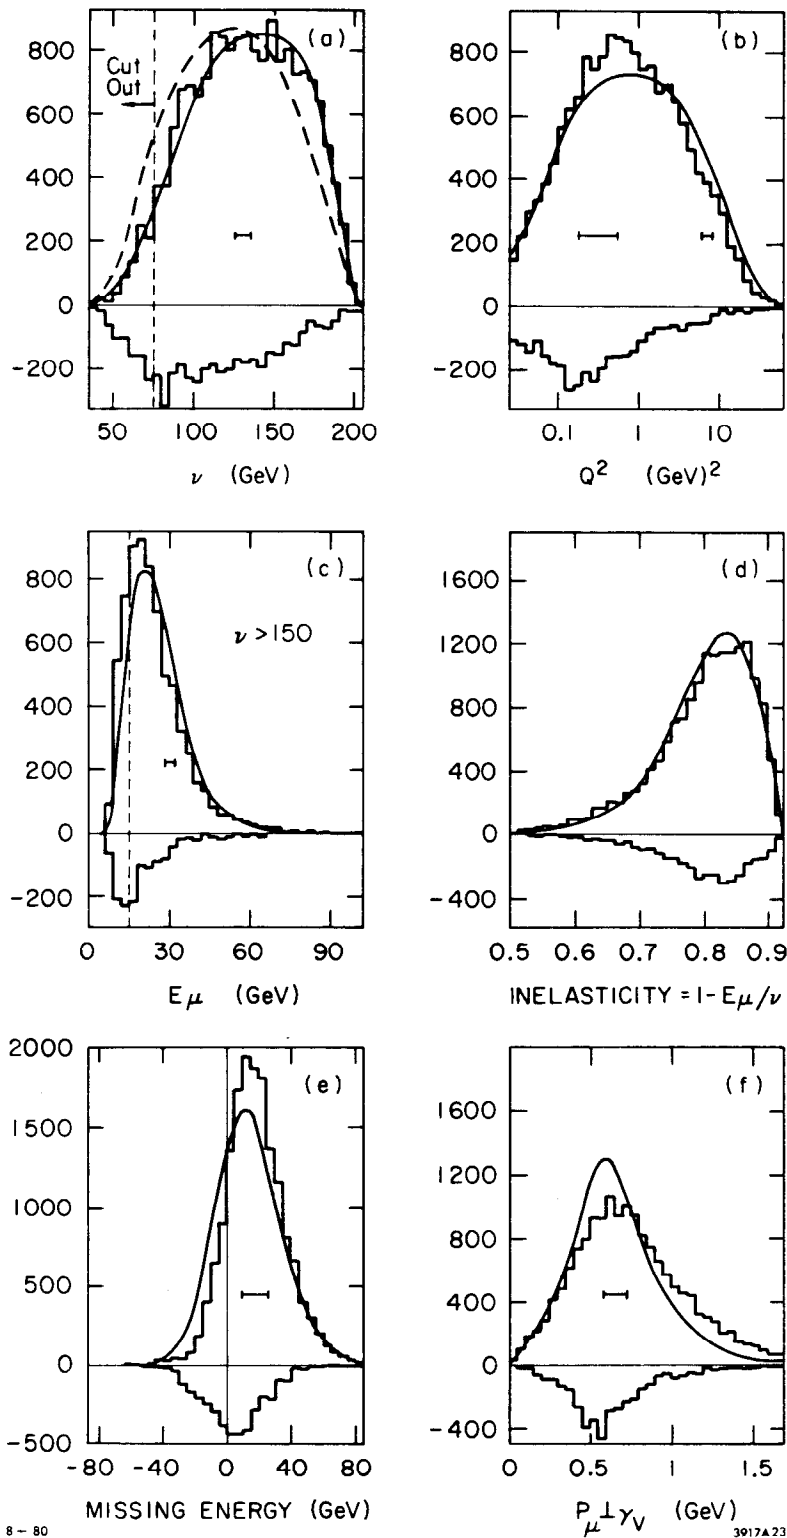 (a)
Cut
Out
800
600
400
200
0
-200
50 100 150 200
ν (GeV)
(b)
800
600
400
200
0
-200
0.1 1 10
Q² (GeV)²
(c)
ν > 150
800
600
400
200
0
-200
0 30 60 90
Eμ (GeV)
(d)
1600
1200
800
400
0
-400
0.5 0.6 0.7 0.8 0.9
INELASTICITY = 1-Eμ/ν
(e)
2000
1500
1000
500
0
-500
-80 -40 0 40 80
MISSING ENERGY (GeV)
(f)
1600
1200
800
400
0
-400
0 0.5 1 1.5
Pμ⊥γV (GeV)
8 - 80
3917A23